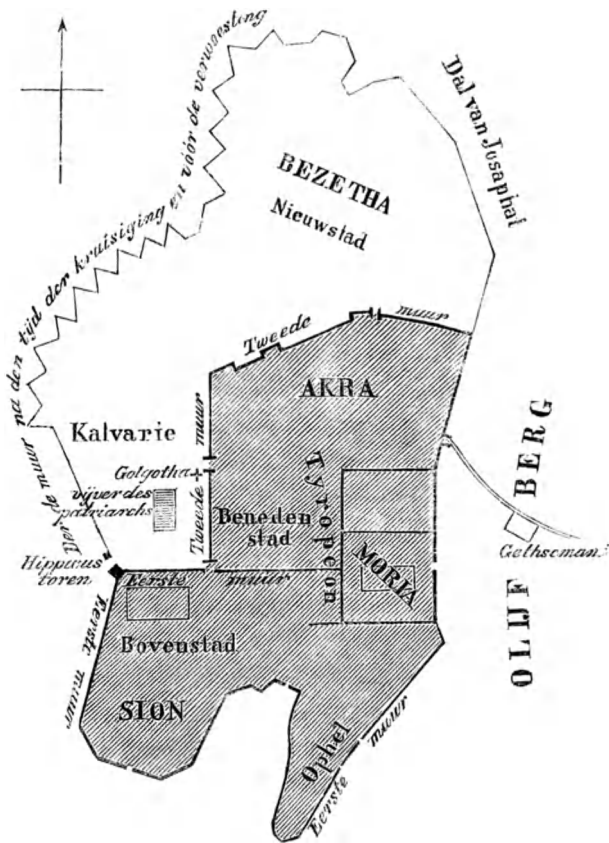 Derde muur na den tijd der kruisiging en vóór de verwoesting
Dal van Josaphat
BEZETHA
Nieuwstad
Tweede muur
AKRA
Kalvarie
muur
Golgotha
vijver des
patriarchs
Tweede
Beneden
stad
Tyropeon
MORIA
OLIJF BERG
Gethseman
Hippicus
toren
Eerste muur
Bovenstad
Eerste muur
SION
Ophel
Eerste muur